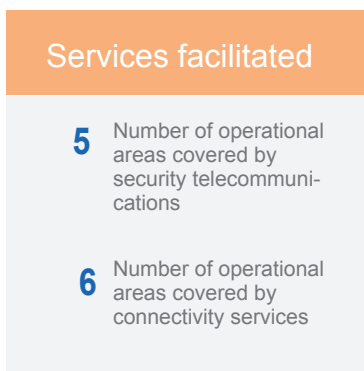 Services facilitated
5 Number of operational
areas covered by
security telecommuni-
cations
6 Number of operational
areas covered by
connectivity services